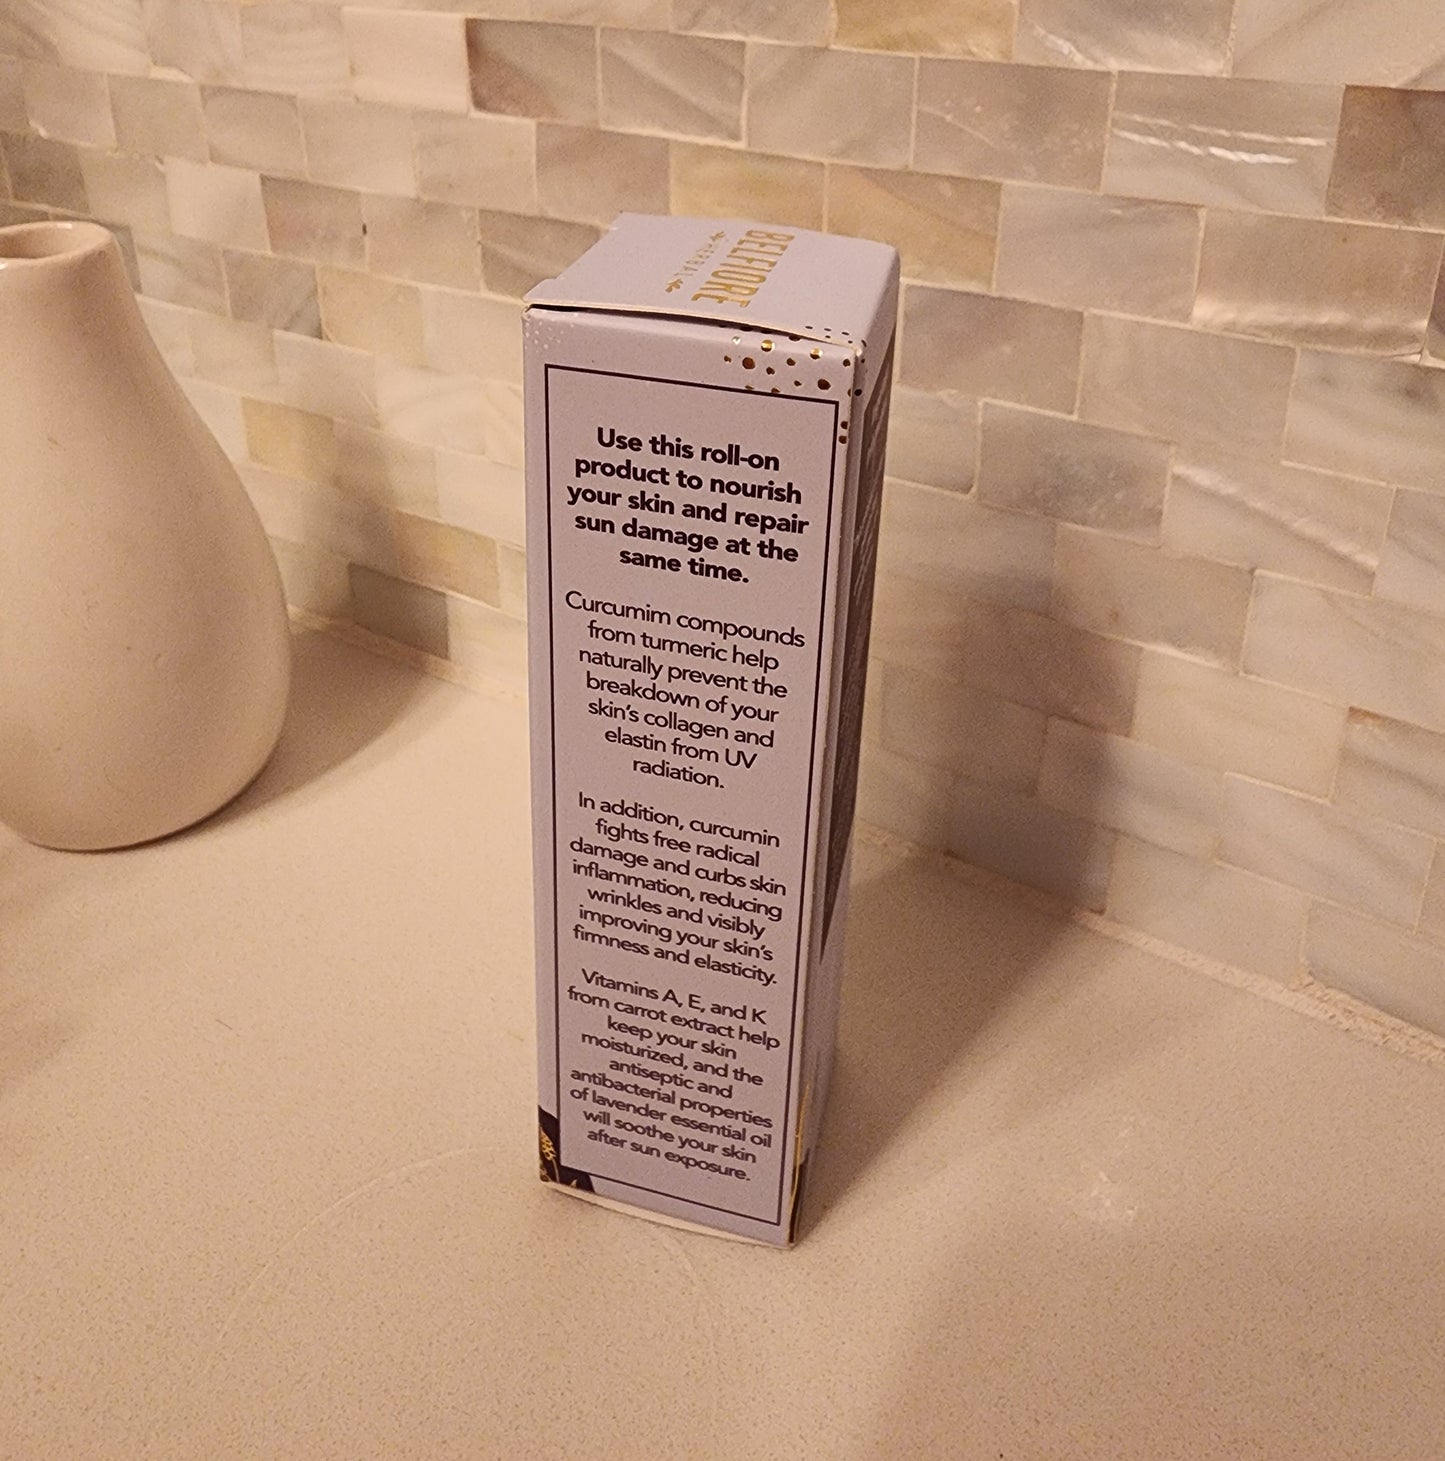 BELFIORE
HERBAL
Use this roll-on
product to nourish
your skin and repair
sun damage at the
same time.
Curcumim compounds
from turmeric help
naturally prevent the
breakdown of your
skin's collagen and
elastin from UV
radiation.
In addition, curcumin
fights free radical
damage and curbs skin
inflammation, reducing
wrinkles and visibly
improving your skin's
firmness and elasticity.
Vitamins A, E, and K
from carrot extract help
keep your skin
moisturized, and the
antiseptic and
antibacterial properties
of lavender essential oil
will soothe your skin
after sun exposure.